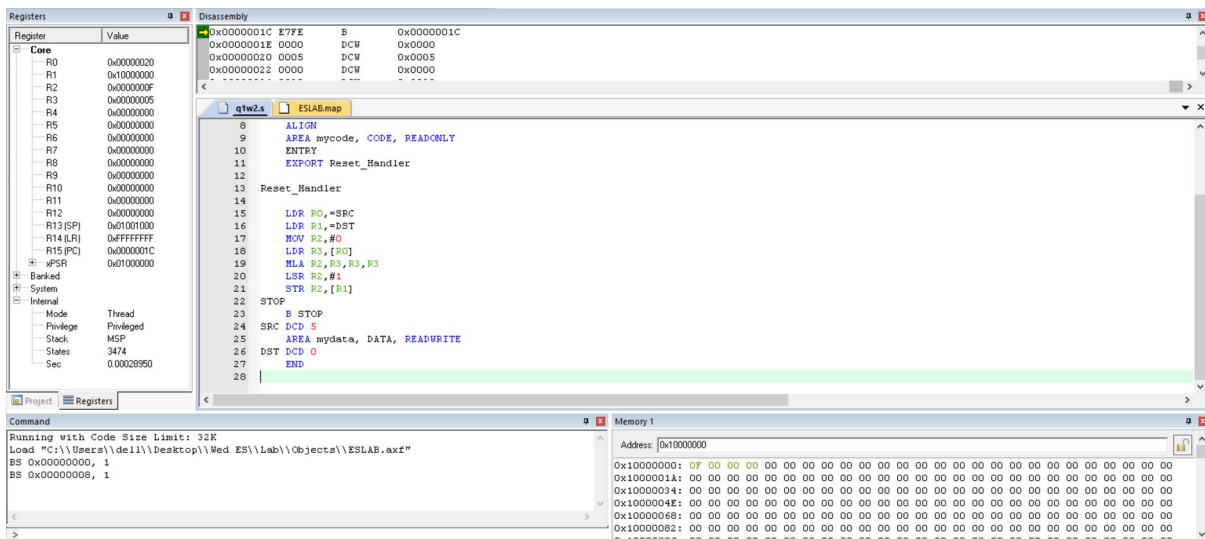 Registers
Register Value
Core
R0 0x00000020
R1 0x10000000
R2 0x0000000F
R3 0x00000005
R4 0x00000000
R5 0x00000000
R6 0x00000000
R7 0x00000000
R8 0x00000000
R9 0x00000000
R10 0x00000000
R11 0x00000000
R12 0x00000000
R13 (SP) 0x01001000
R14 (LR) 0xFFFFFFFF
R15 (PC) 0x0000001C
xPSR 0x01000000
Banked
System
Internal
Mode Thread
Privilege Privileged
Stack MSP
States 3474
Sec 0.00028950
Project Registers
Disassembly
0x0000001C E7FE B 0x0000001C
0x0000001E 0000 DCW 0x0000
0x00000020 0005 DCW 0x0005
0x00000022 0000 DCW 0x0000
q1w2.s ESLAB.map
8 ALIGN
9 AREA mycode, CODE, READONLY
10 ENTRY
11 EXPORT Reset_Handler
12
13 Reset_Handler
14
15 LDR R0,=SRC
16 LDR R1,=DST
17 MOV R2,#0
18 LDR R3,[R0]
19 MLA R2,R3,R3,R3
20 LSR R2,#1
21 STR R2,[R1]
22 STOP
23 B STOP
24 SRC DCD 5
25 AREA mydata, DATA, READWRITE
26 DST DCD 0
27 END
28
Command
Running with Code Size Limit: 32K
Load "C:\\Users\\dell\\Desktop\\Wed ES\\Lab\\Objects\\ESLAB.axf"
BS 0x00000000, 1
BS 0x00000008, 1
>
Memory 1
Address: 0x10000000
0x10000000: 0F 00 00 00 00 00 00 00 00 00 00 00 00 00 00 00 00 00 00 00 00 00 00 00 00 00
0x1000001A: 00 00 00 00 00 00 00 00 00 00 00 00 00 00 00 00 00 00 00 00 00 00 00 00 00 00
0x10000034: 00 00 00 00 00 00 00 00 00 00 00 00 00 00 00 00 00 00 00 00 00 00 00 00 00 00
0x1000004E: 00 00 00 00 00 00 00 00 00 00 00 00 00 00 00 00 00 00 00 00 00 00 00 00 00 00
0x10000068: 00 00 00 00 00 00 00 00 00 00 00 00 00 00 00 00 00 00 00 00 00 00 00 00 00 00
0x10000082: 00 00 00 00 00 00 00 00 00 00 00 00 00 00 00 00 00 00 00 00 00 00 00 00 00 00